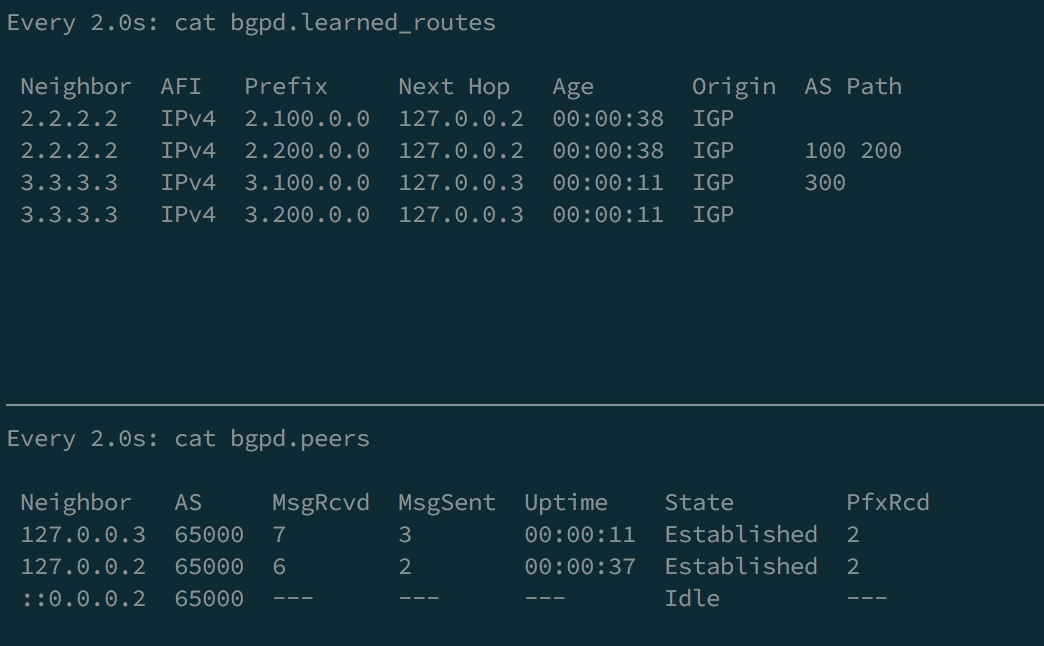 Every 2.0s: cat bgpd.learned_routes
Neighbor AFI Prefix Next Hop Age Origin AS Path
2.2.2.2 IPv4 2.100.0.0 127.0.0.2 00:00:38 IGP
2.2.2.2 IPv4 2.200.0.0 127.0.0.2 00:00:38 IGP 100 200
3.3.3.3 IPv4 3.100.0.0 127.0.0.3 00:00:11 IGP 300
3.3.3.3 IPv4 3.200.0.0 127.0.0.3 00:00:11 IGP
Every 2.0s: cat bgpd.peers
Neighbor AS MsgRcvd MsgSent Uptime State PfxRcd
127.0.0.3 65000 7 3 00:00:11 Established 2
127.0.0.2 65000 6 2 00:00:37 Established 2
::0.0.0.2 65000 --- --- --- Idle ---